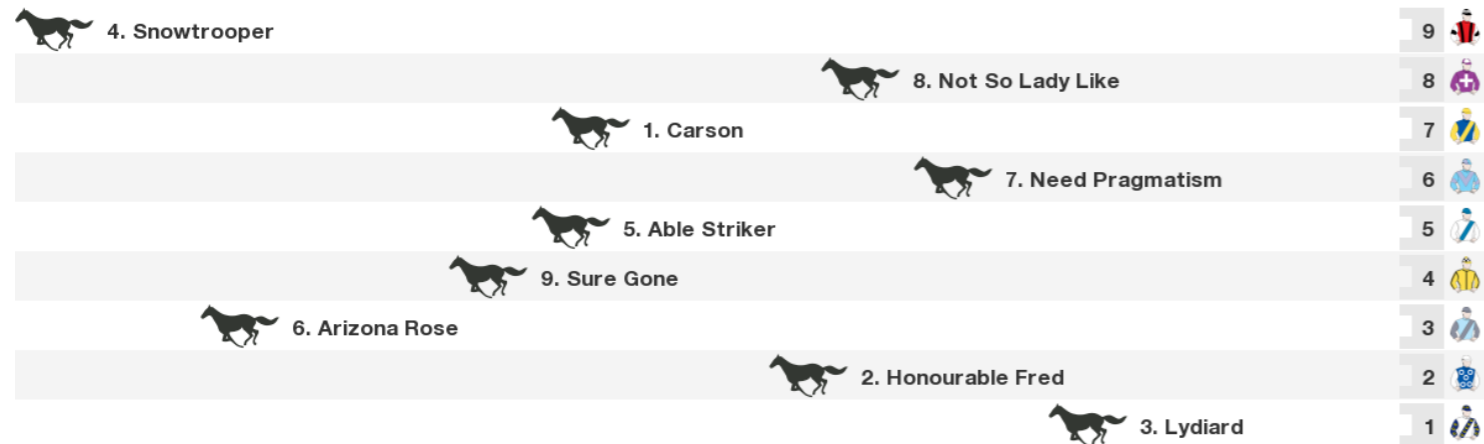 4. Snowtrooper 9
8. Not So Lady Like 8
1. Carson 7
7. Need Pragmatism 6
5. Able Striker 5
9. Sure Gone 4
6. Arizona Rose 3
2. Honourable Fred 2
3. Lydiard 1